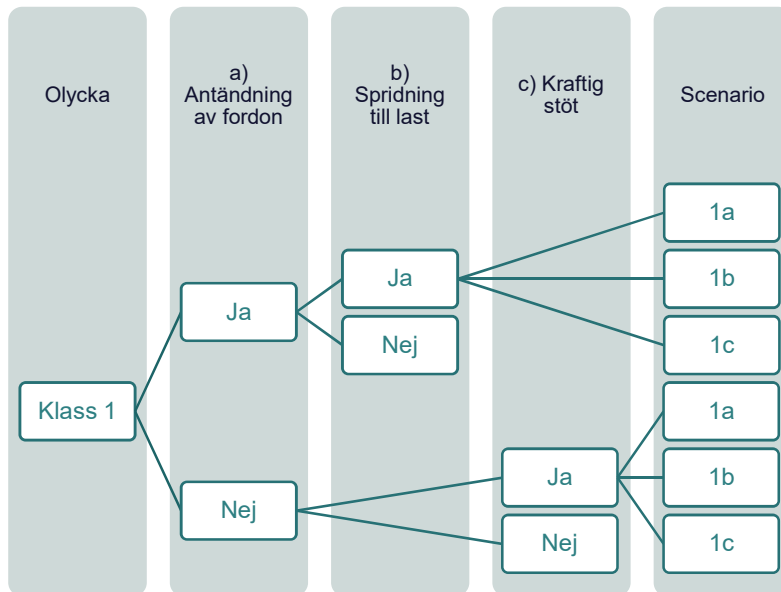 Olycka
a)
Antändning
av fordon
b)
Spridning
till last
c) Kraftig
stöt
Scenario
Klass 1
Ja
Nej
Ja
Nej
Ja
Nej
1a
1b
1c
1a
1b
1c